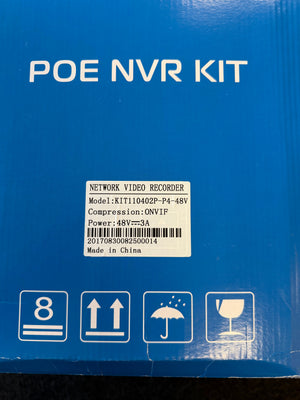 POE NVR KIT
NETWORK VIDEO RECORDER
Model:KIT110402P-P4-48V
Compression:ONVIF
Power:48V⎓3A
20170830082500014
Made in China
8